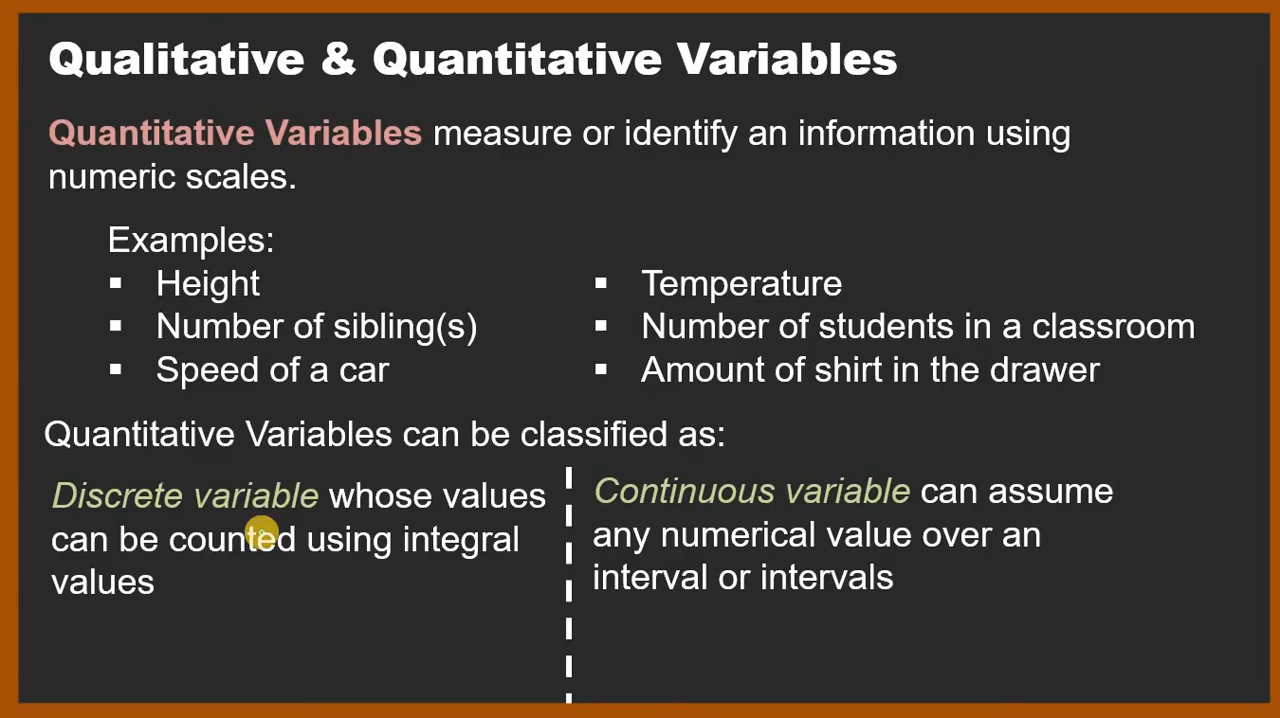 Qualitative & Quantitative Variables
Quantitative Variables measure or identify an information using
numeric scales.
Examples:
▪ Height
▪ Number of sibling(s)
▪ Speed of a car
▪ Temperature
▪ Number of students in a classroom
▪ Amount of shirt in the drawer
Quantitative Variables can be classified as:
Discrete variable whose values
can be counted using integral
values
Continuous variable can assume
any numerical value over an
interval or intervals